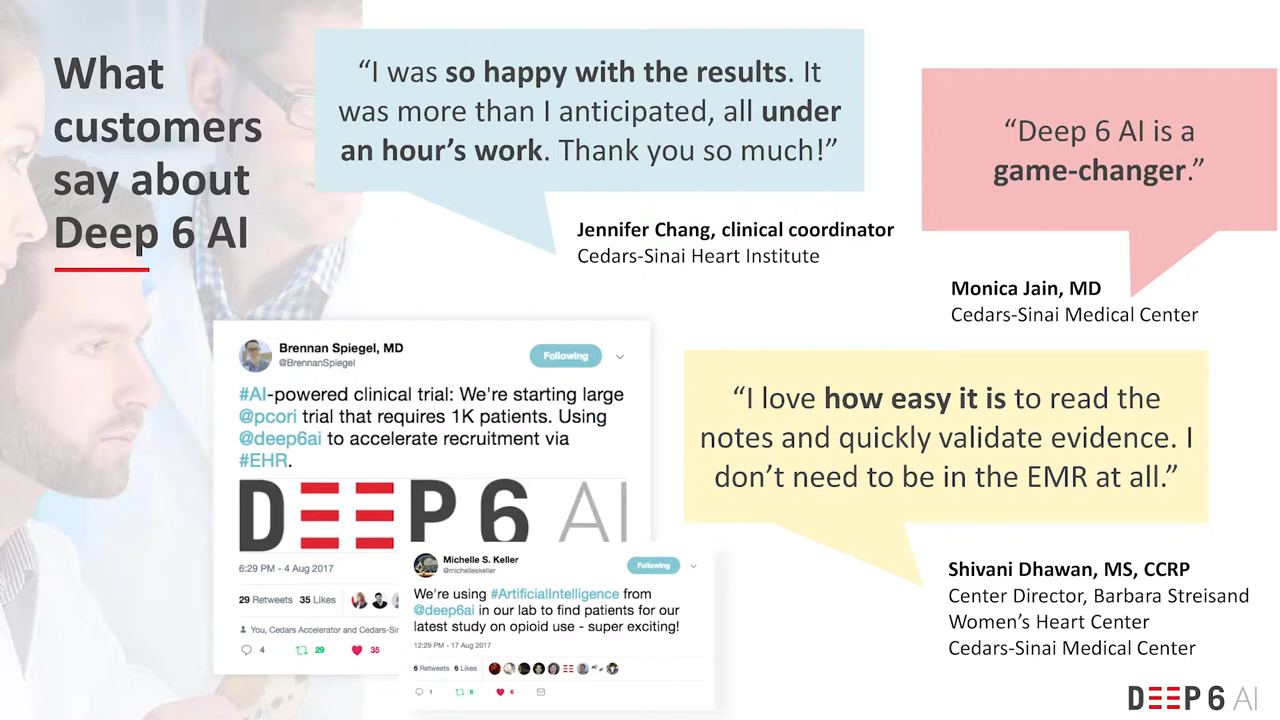 What
customers
say about
Deep 6 AI
“I was so happy with the results. It
was more than I anticipated, all under
an hour’s work. Thank you so much!”
Jennifer Chang, clinical coordinator
Cedars-Sinai Heart Institute
“Deep 6 AI is a
game-changer.”
Monica Jain, MD
Cedars-Sinai Medical Center
Brennan Spiegel, MD
@BrennanSpiegel
Following
#AI-powered clinical trial: We're starting large
@pcori trial that requires 1K patients. Using
@deep6ai to accelerate recruitment via
#EHR.
DEEP 6 AI
6:29 PM - 4 Aug 2017
29 Retweets 35 Likes
You, Cedars Accelerator and Cedars-Si
4 29 35
Michelle S. Keller
@michelleskeller
Following
We're using #ArtificialIntelligence from
@deep6ai in our lab to find patients for our
latest study on opioid use - super exciting!
12:29 PM - 17 Aug 2017
6 Retweets 6 Likes
1 6 6
“I love how easy it is to read the
notes and quickly validate evidence. I
don’t need to be in the EMR at all.”
Shivani Dhawan, MS, CCRP
Center Director, Barbara Streisand
Women’s Heart Center
Cedars-Sinai Medical Center
DEEP 6 AI